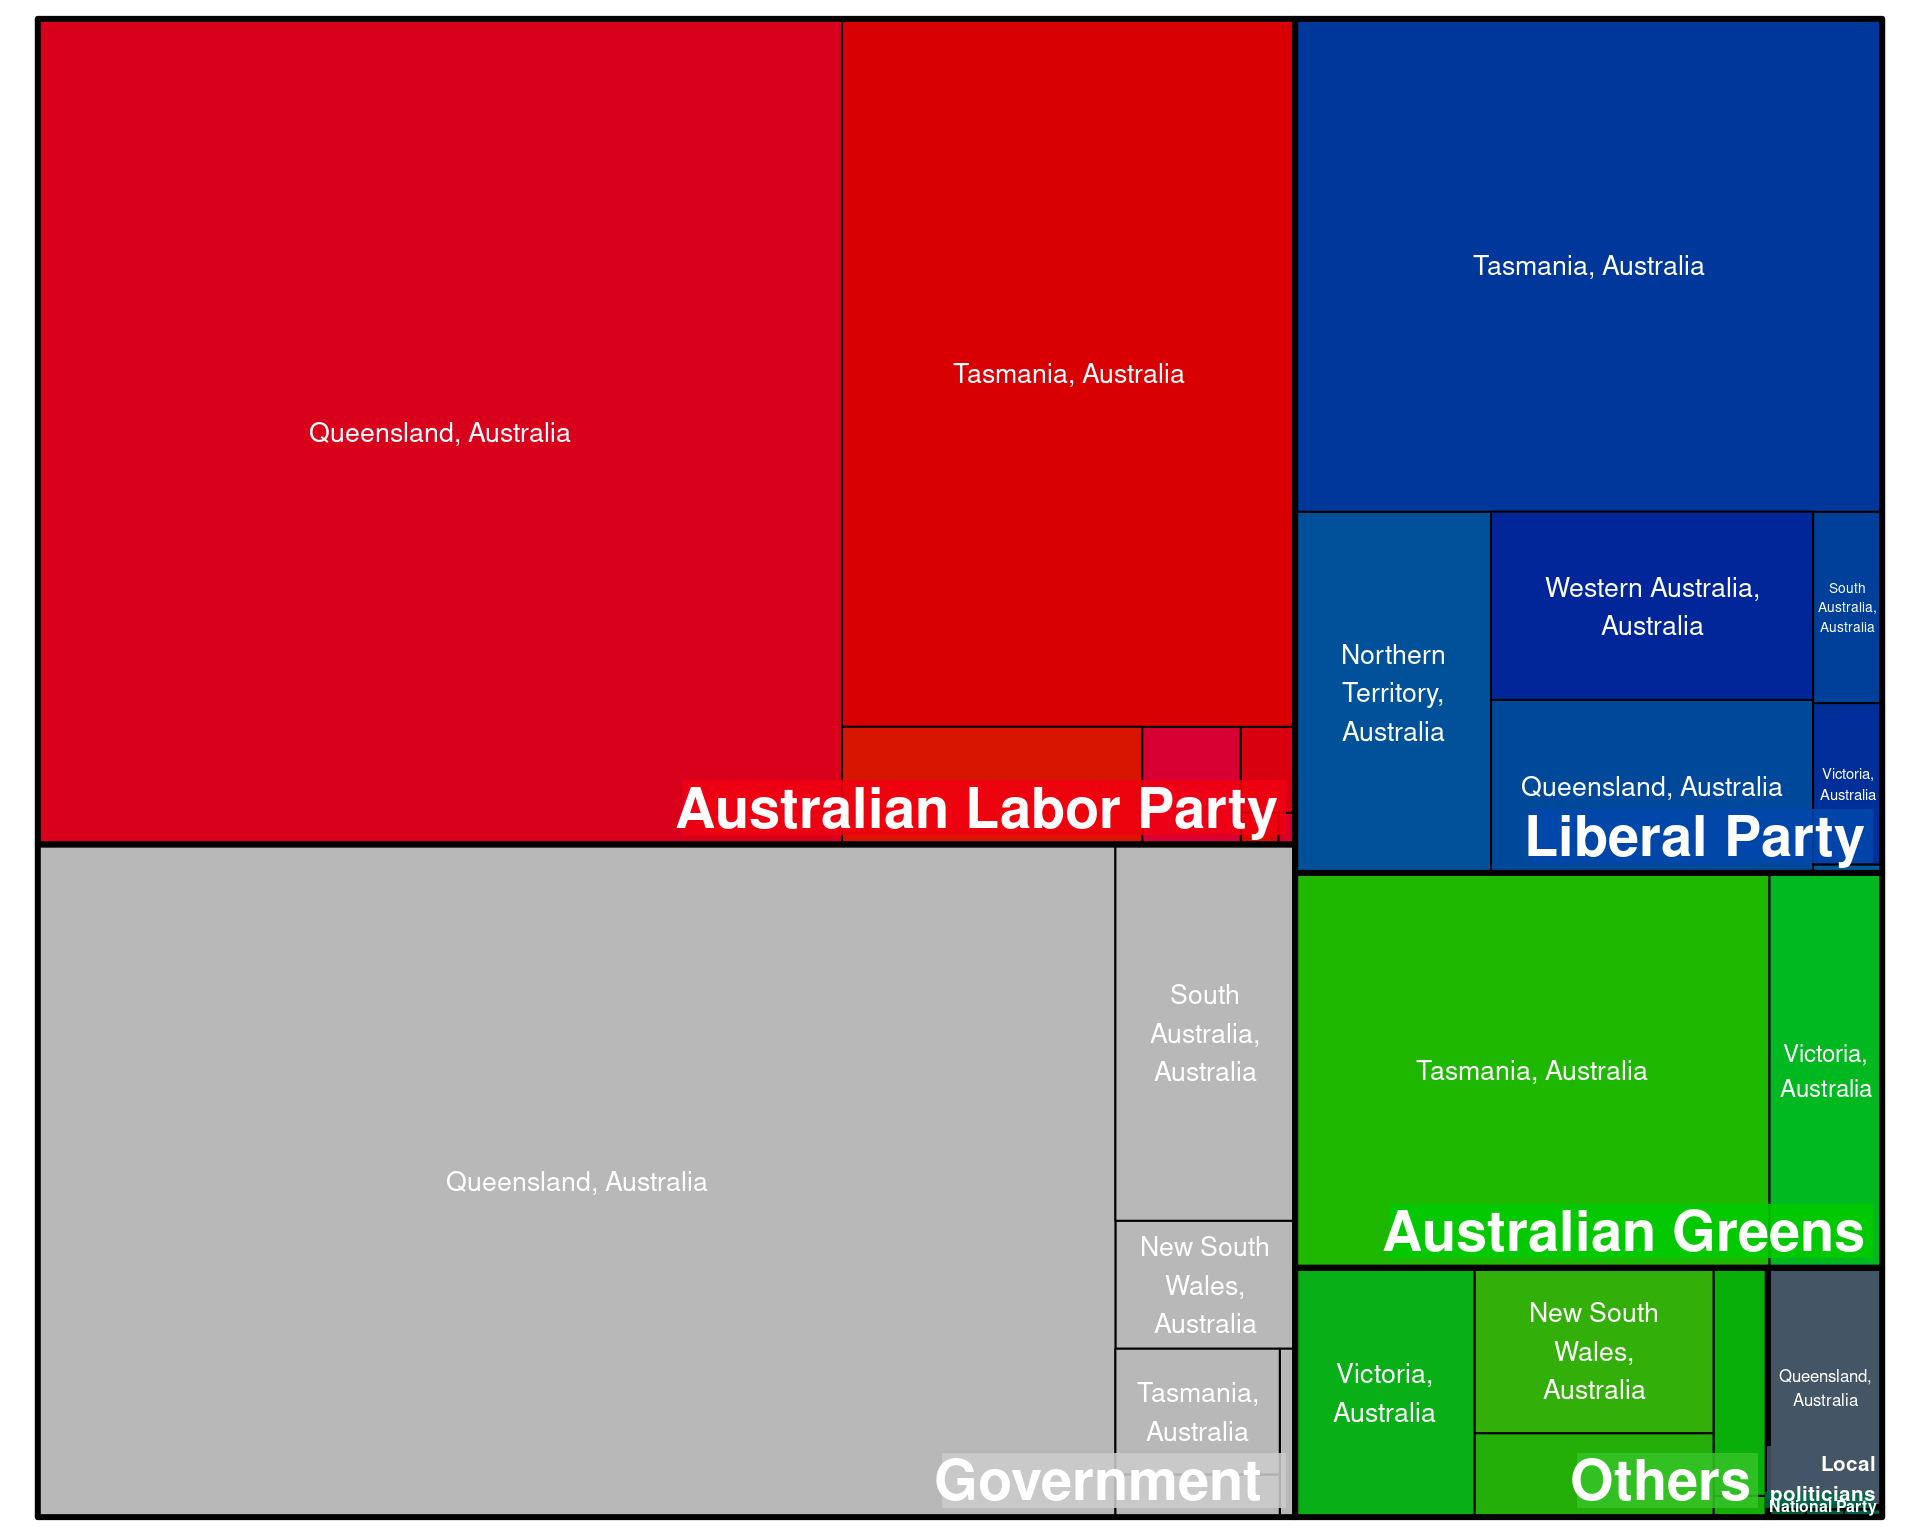 Queensland, Australia
Tasmania, Australia
Australian Labor Party
Tasmania, Australia
Northern
Territory,
Australia
Western Australia,
Australia
South
Australia,
Australia
Queensland, Australia
Victoria,
Australia
Liberal Party
Queensland, Australia
South
Australia,
Australia
New South
Wales,
Australia
Tasmania,
Australia
Government
Tasmania, Australia
Victoria,
Australia
Australian Greens
Victoria,
Australia
New South
Wales,
Australia
Others
Queensland,
Australia
Local
politicians
National Party